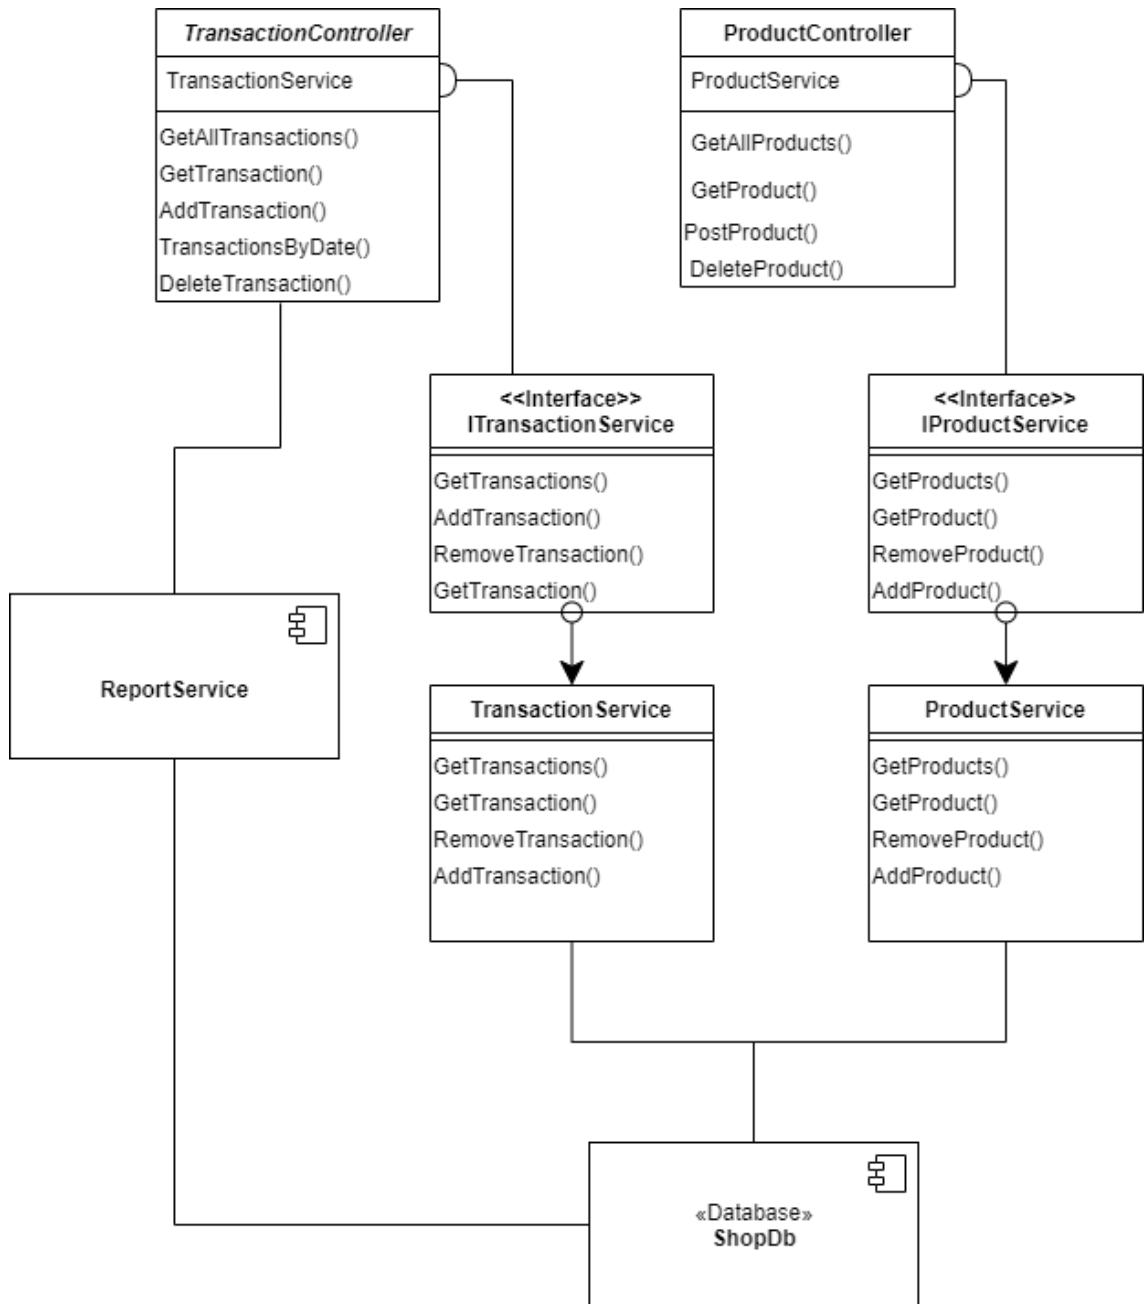 TransactionController
TransactionService
GetAllTransactions()
GetTransaction()
AddTransaction()
TransactionsByDate()
DeleteTransaction()
ProductController
ProductService
GetAllProducts()
GetProduct()
PostProduct()
DeleteProduct()
<<Interface>>
ITransactionService
GetTransactions()
AddTransaction()
RemoveTransaction()
GetTransaction()
<<Interface>>
IProductService
GetProducts()
GetProduct()
RemoveProduct()
AddProduct()
ReportService
TransactionService
GetTransactions()
GetTransaction()
RemoveTransaction()
AddTransaction()
ProductService
GetProducts()
GetProduct()
RemoveProduct()
AddProduct()
«Database»
ShopDb